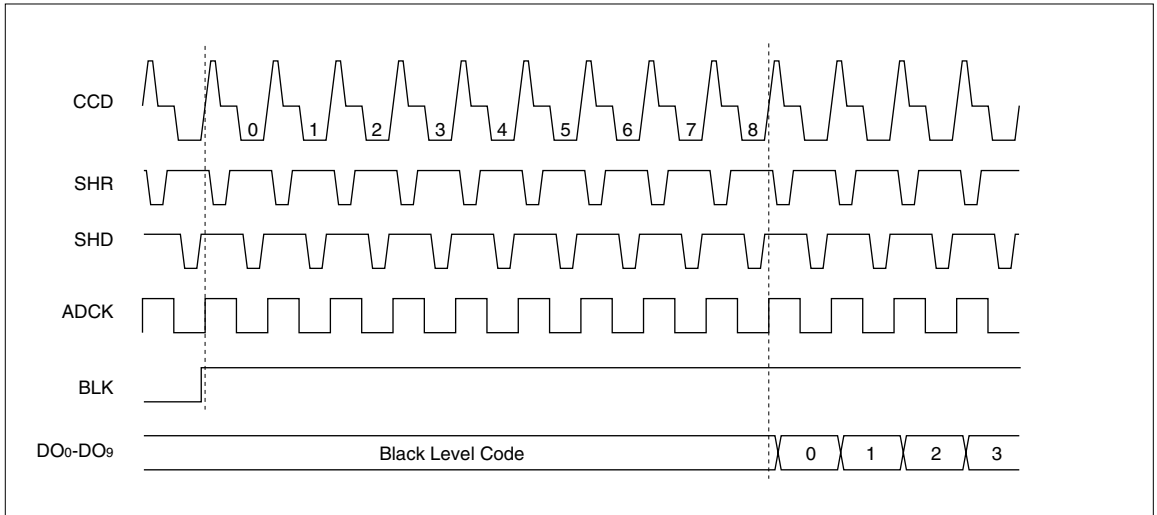 CCD
0 1 2 3 4 5 6 7 8
SHR
SHD
ADCK
BLK
DO0-DO9 Black Level Code 0 1 2 3